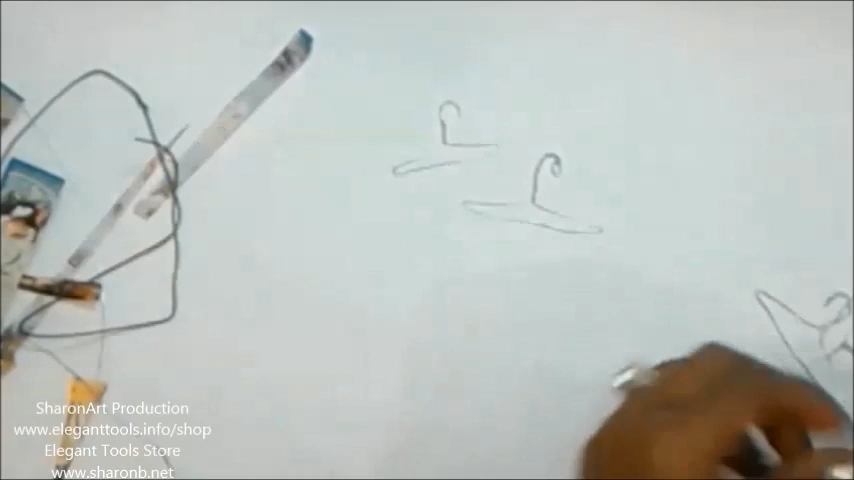 SharonArt Production
www.eleganttools.info/shop
Elegant Tools Store
www.sharonb.net